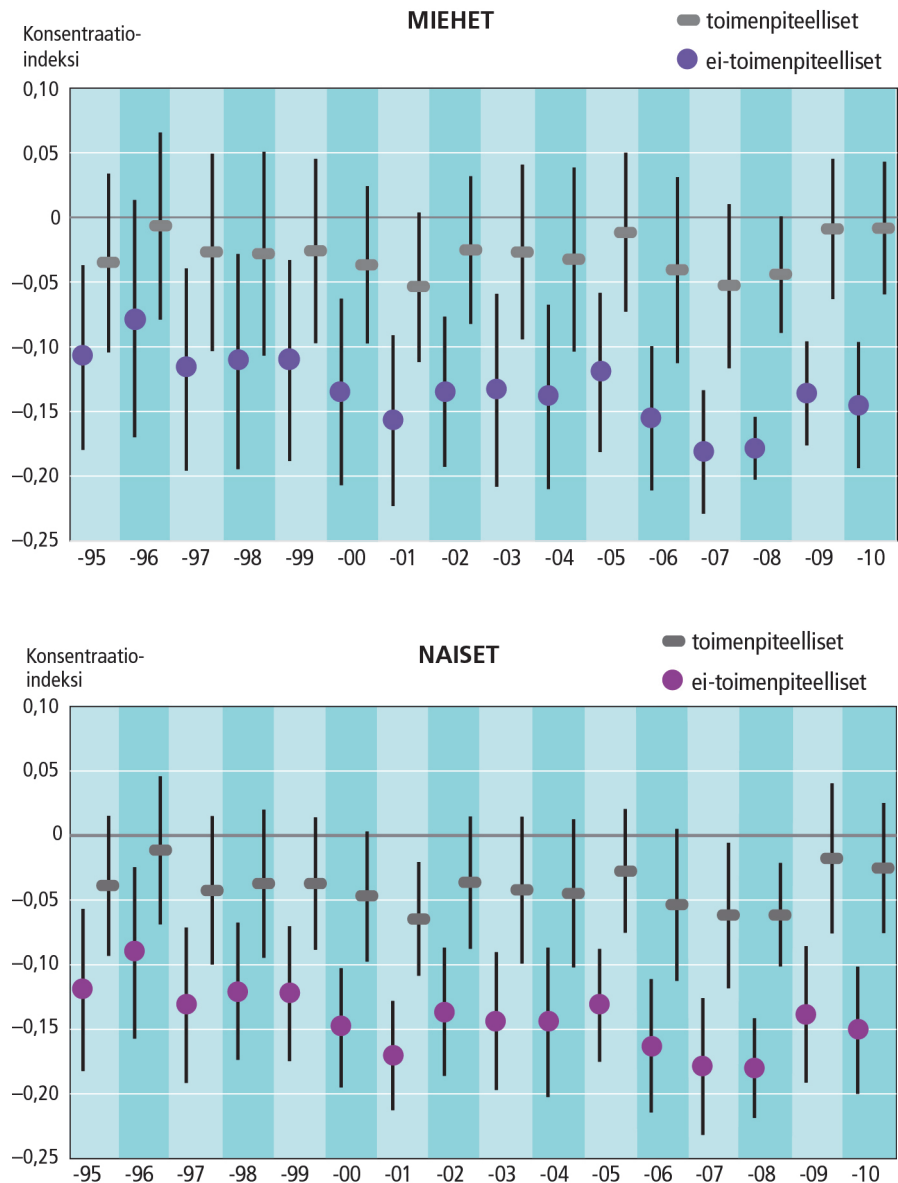 MIEHET
Konsentraatio-
indeksi
toimenpiteelliset
ei-toimenpiteelliset
0,10
0,05
0
–0,05
–0,10
–0,15
–0,20
–0,25
-95 -96 -97 -98 -99 -00 -01 -02 -03 -04 -05 -06 -07 -08 -09 -10
NAISET
Konsentraatio-
indeksi
toimenpiteelliset
ei-toimenpiteelliset
0,10
0,05
0
–0,05
–0,10
–0,15
–0,20
–0,25
-95 -96 -97 -98 -99 -00 -01 -02 -03 -04 -05 -06 -07 -08 -09 -10